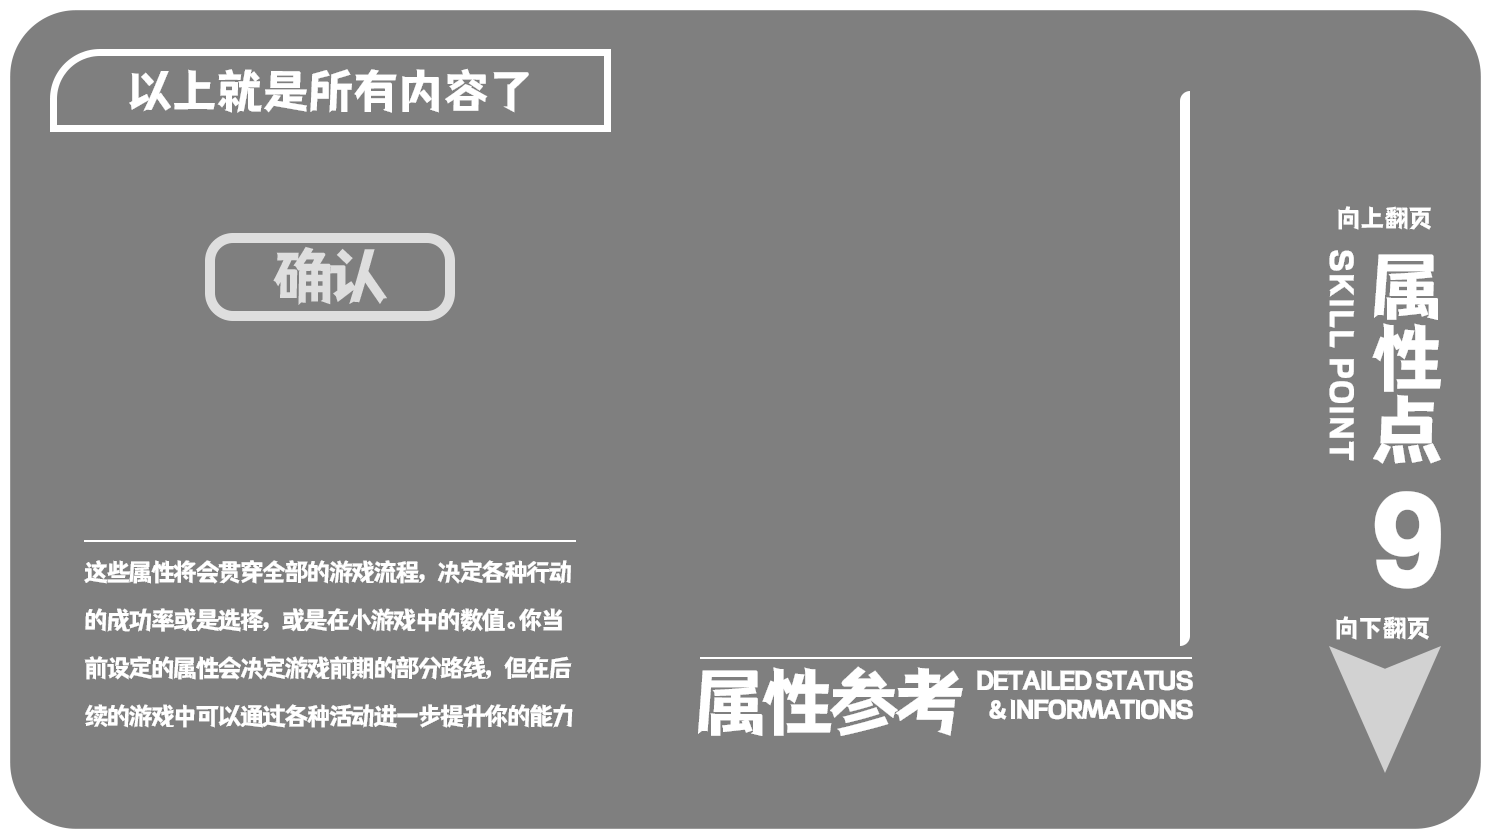 以上就是所有内容了
确认
这些属性将会贯穿全部的游戏流程，决定各种行动
的成功率或是选择，或是在小游戏中的数值。你当
前设定的属性会决定游戏前期的部分路线，但在后
续的游戏中可以通过各种活动进一步提升你的能力
属性参考
DETAILED STATUS
& INFORMATIONS
向上翻页
属性点
SKILL POINT
9
向下翻页